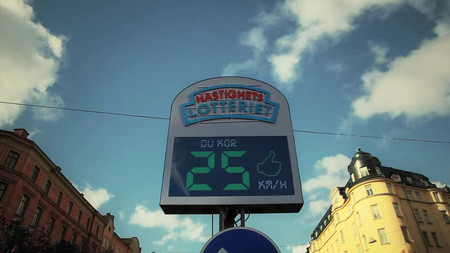 HASTIGHETS
LOTTERIET
DU KÖR
25
KM/H